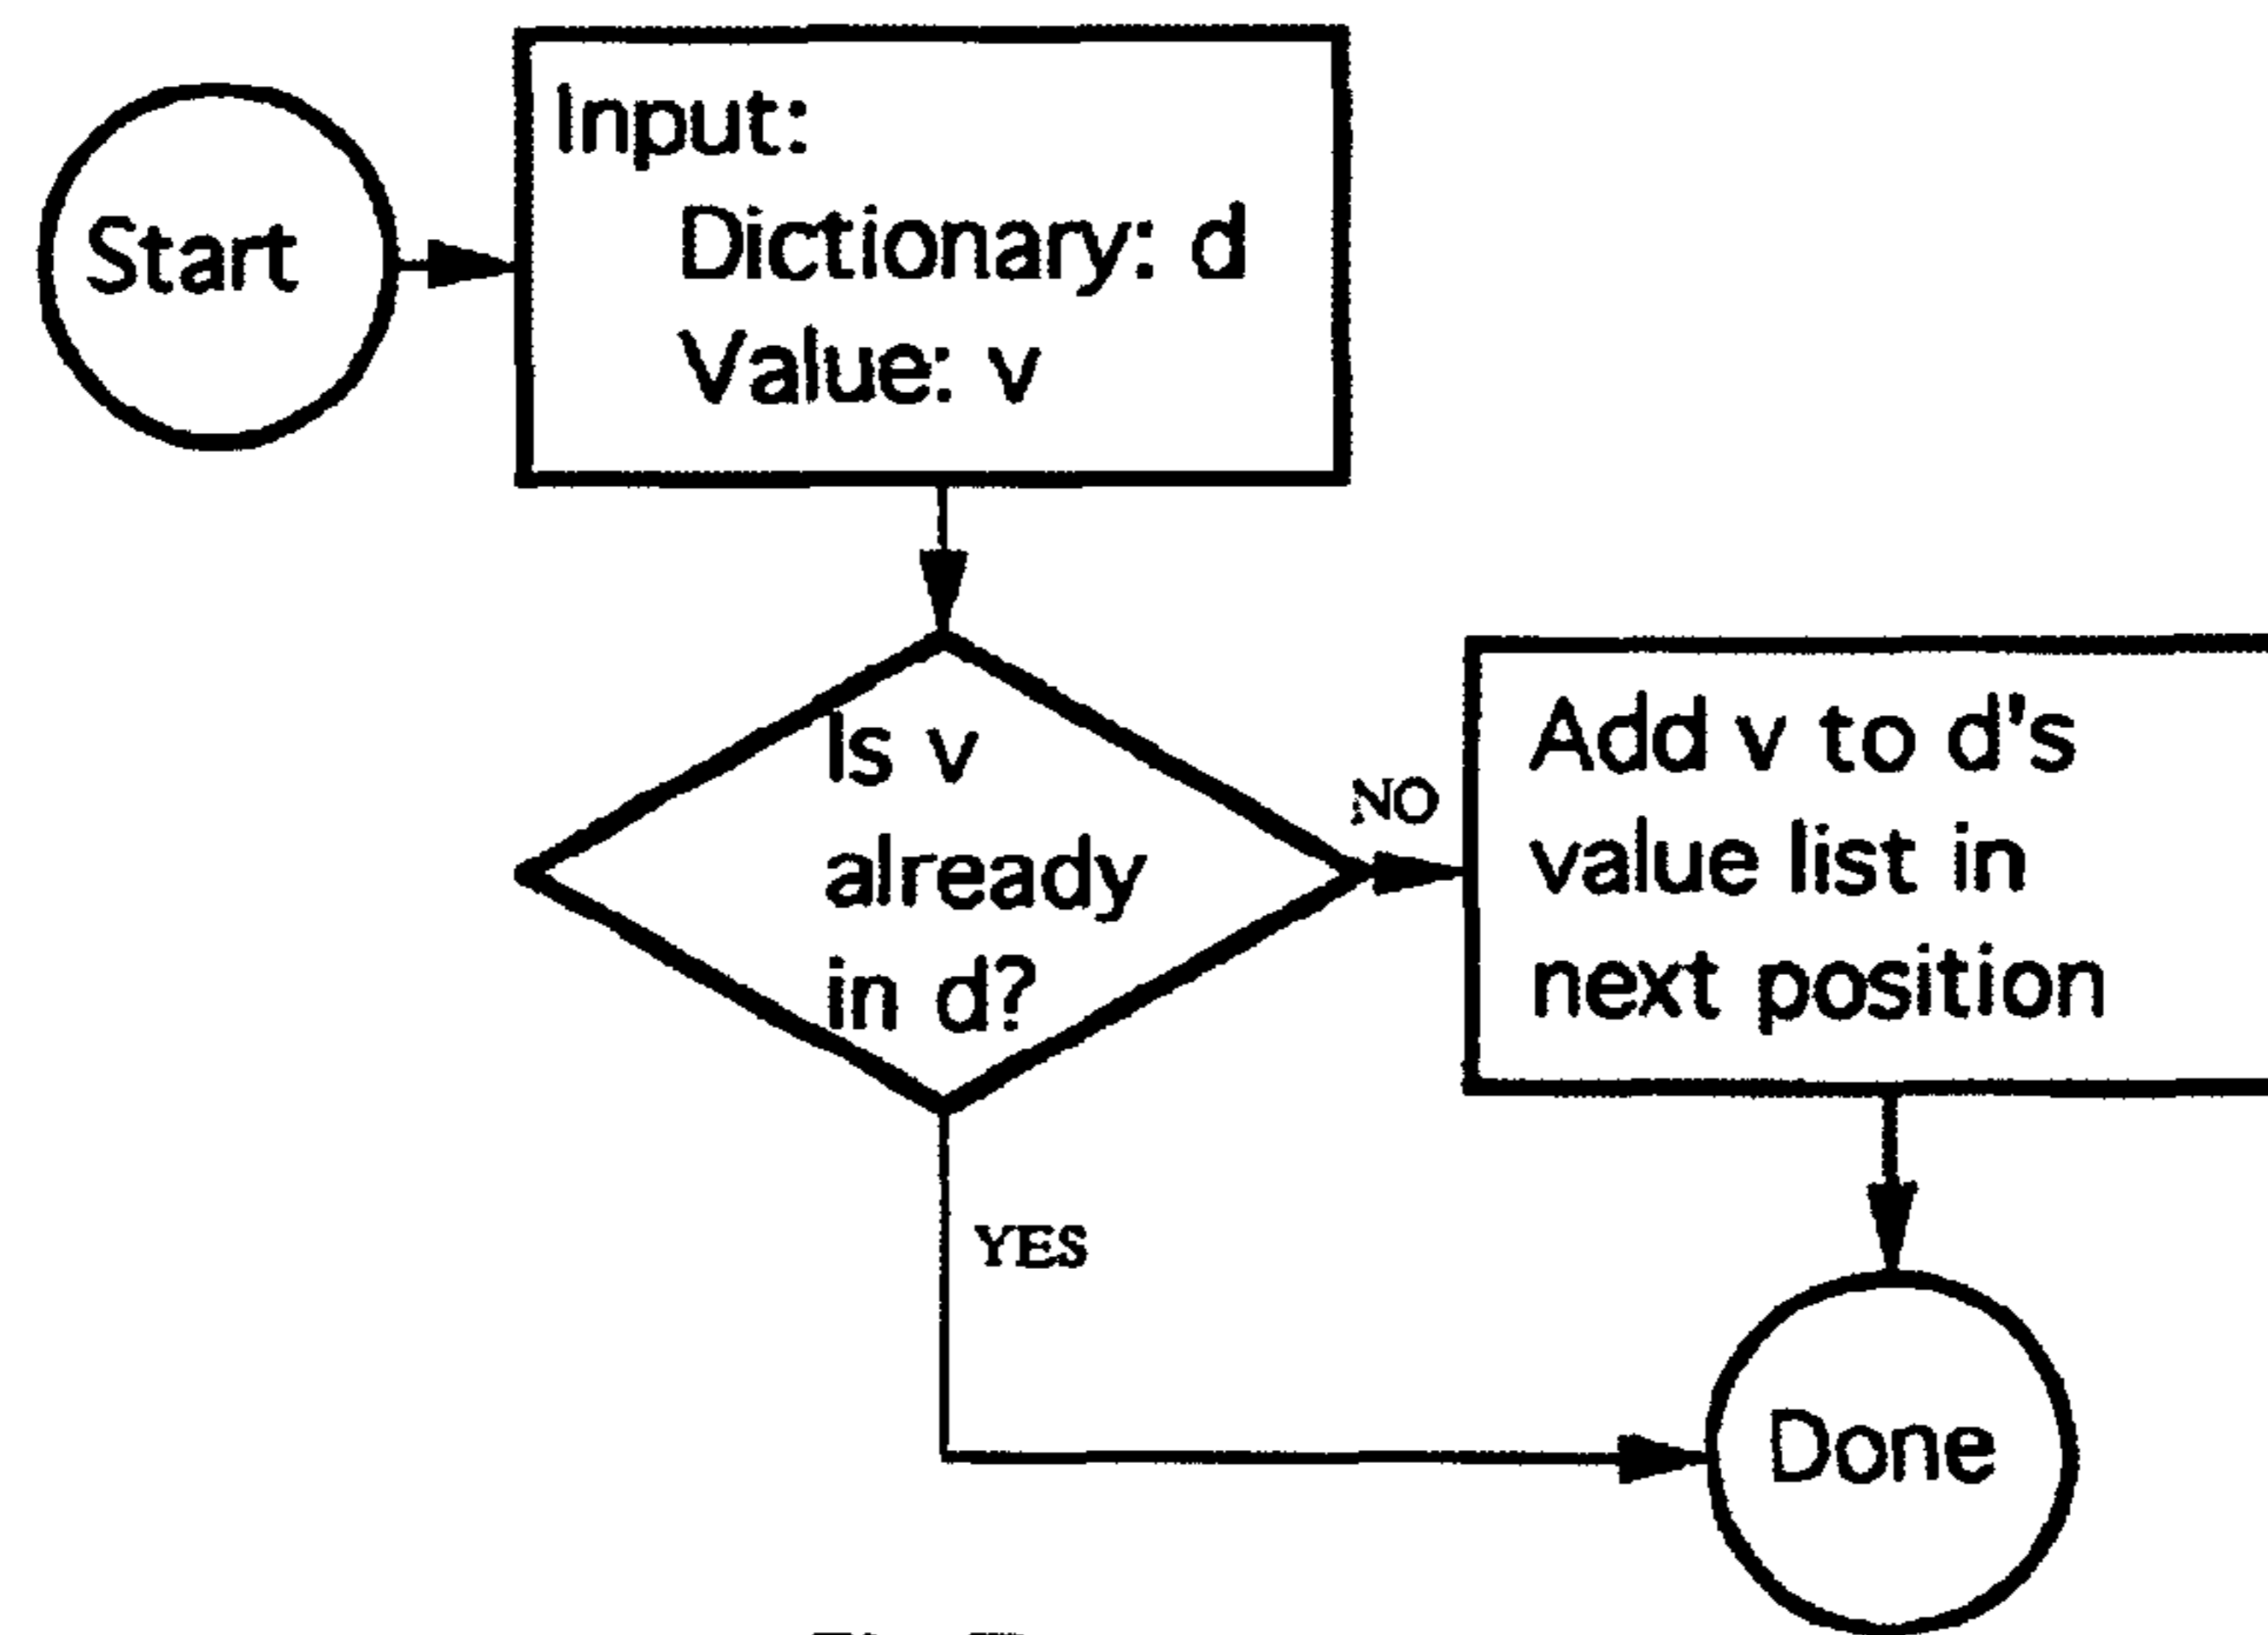 Start
Input:
Dictionary: d
Value: v
Is v
already
in d?
NO
Add v to d's
value list in
next position
YES
Done